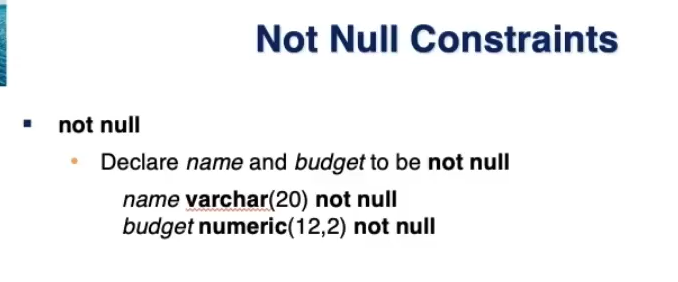 Not Null Constraints
not null
Declare name and budget to be not null
name varchar(20) not null
budget numeric(12,2) not null